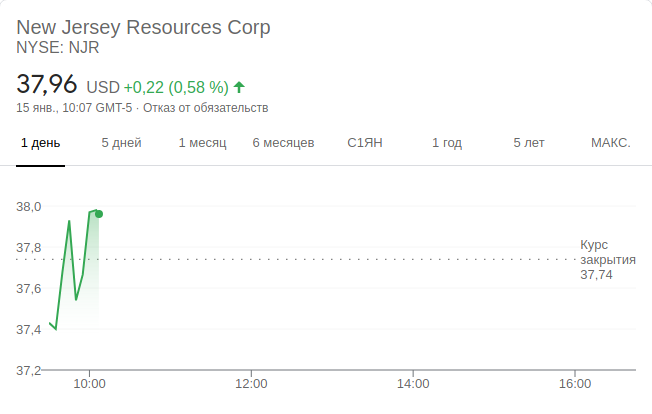 New Jersey Resources Corp
NYSE: NJR
37,96 USD +0,22 (0,58 %)
15 янв., 10:07 GMT-5 · Отказ от обязательств
1 день 5 дней 1 месяц 6 месяцев С1ЯН 1 год 5 лет МАКС.
38,0
37,8
37,6
37,4
37,2
Курс
закрытия
37,74
10:00 12:00 14:00 16:00